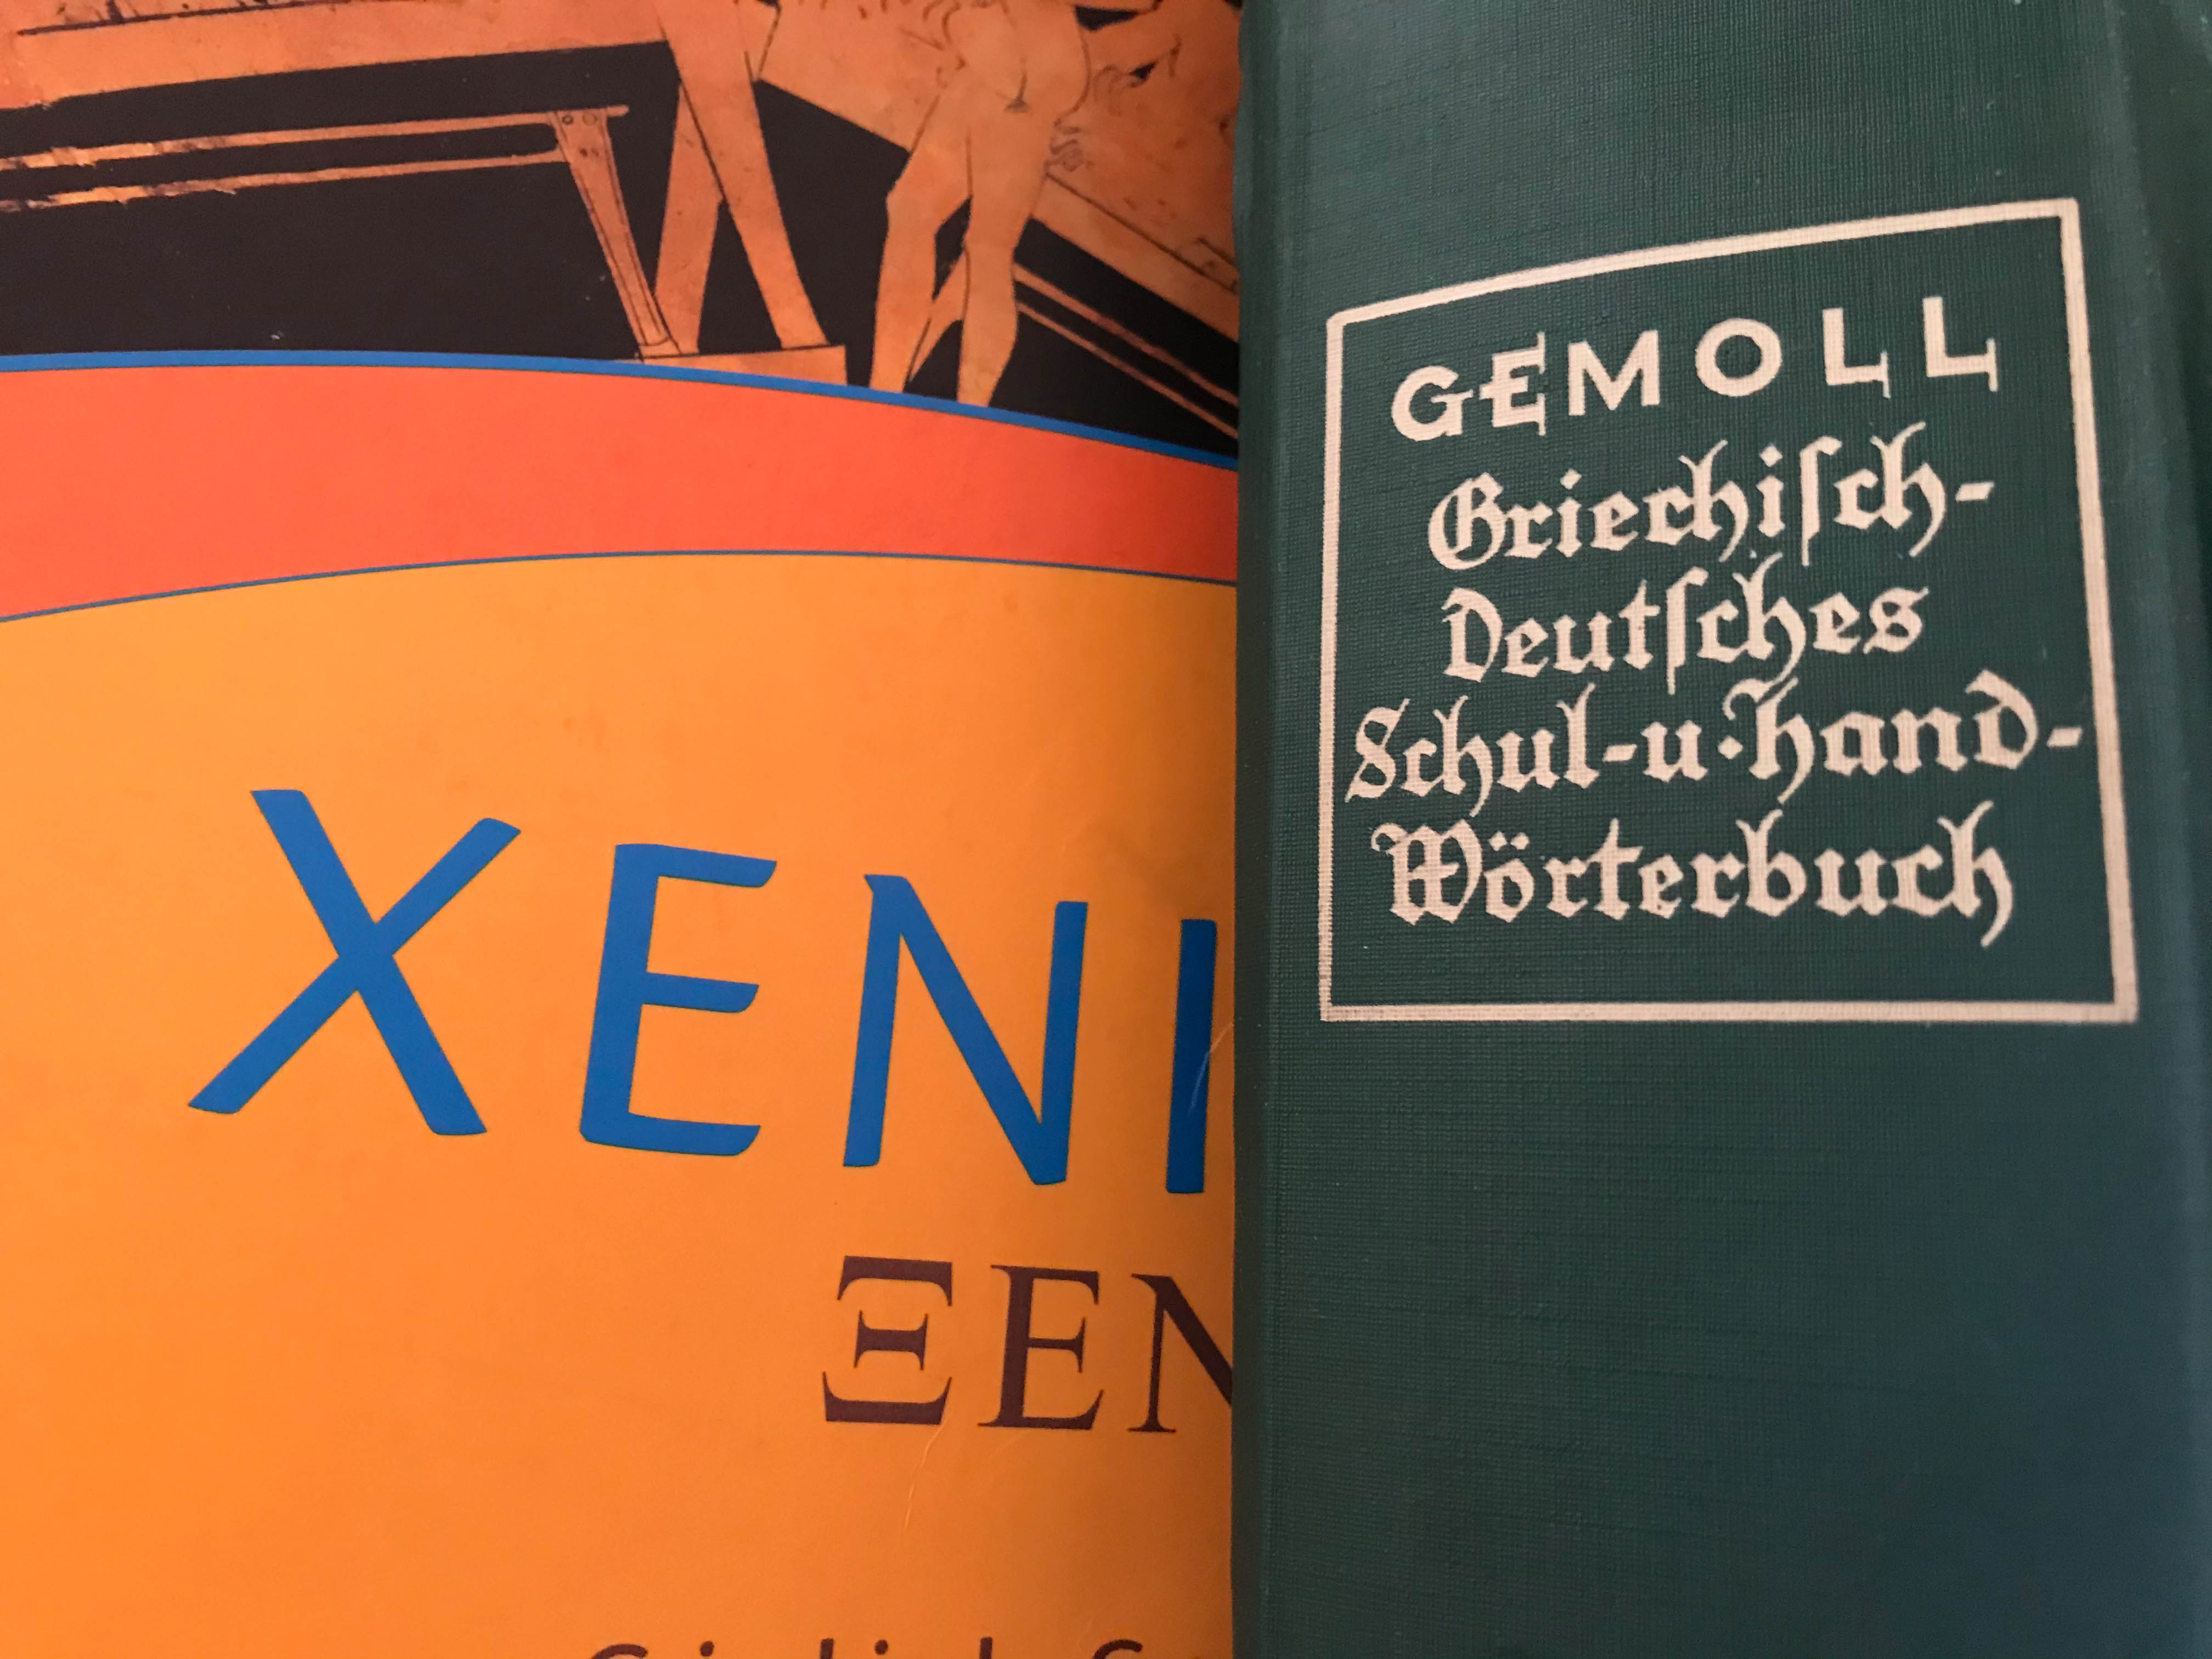 XENI
ΞΕΝ
GEMOLL
Griechiſch-
Deutſches
Schul-u·Hand-
Wörterbuch